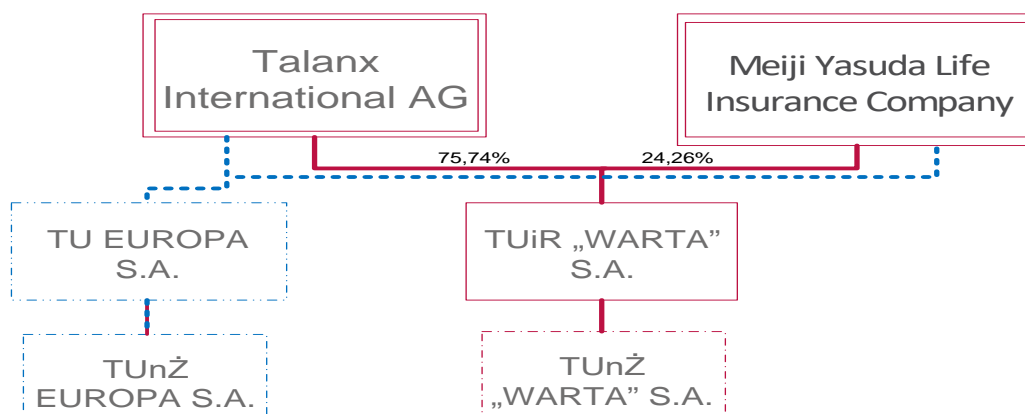 Talanx
International AG
Meiji Yasuda Life
Insurance Company
75,74%
24,26%
TU EUROPA
S.A.
TUiR „WARTA”
S.A.
TUnŻ
EUROPA S.A.
TUnŻ
„WARTA” S.A.